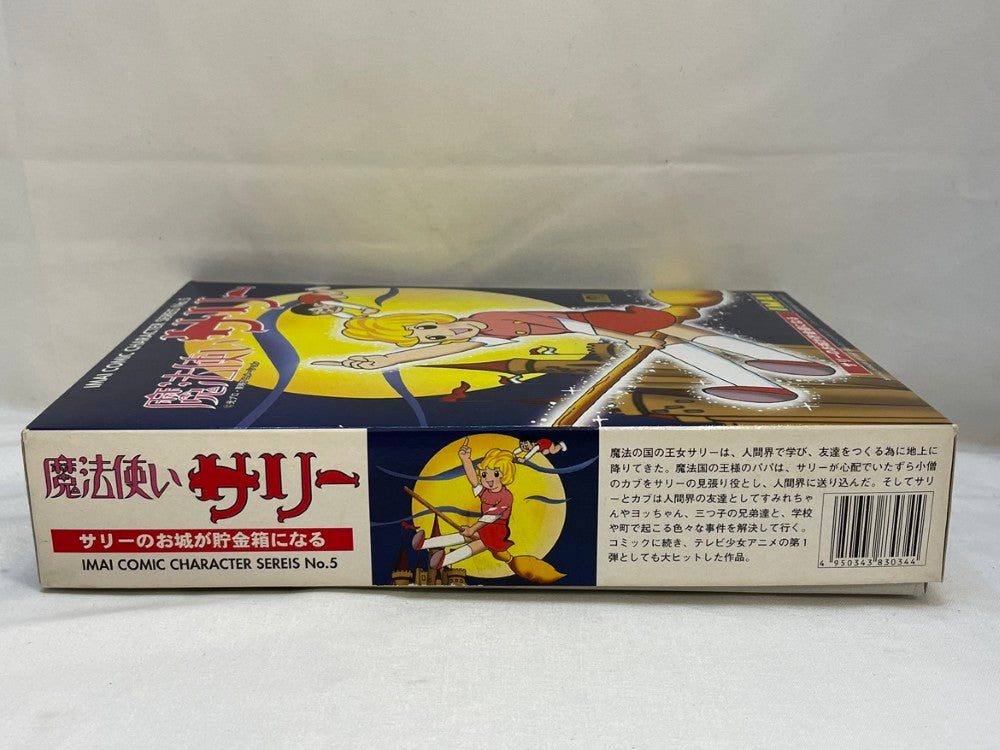 IMAI COMIC CHARACTER SEREIS No.5
魔法使いサリー
魔法使いサリー
サリーのお城が貯金箱になる
IMAI COMIC CHARACTER SEREIS No.5
魔法の国の王女サリーは、人間界で学び、友達をつくる為に地上に
降りてきた。魔法国の王様のパパは、サリーが心配でいたずら小僧
のカブをサリーの見張り役とし、人間界に送り込んだ。そしてサリ
ーとカブは人間界の友達としてすみれちゃ
んやヨッちゃん、三つ子の兄弟達と、学校
や町で起こる色々な事件を解決して行く。
コミックに続き、テレビ少女アニメの第1
弾としても大ヒットした作品。
4 950343 830344